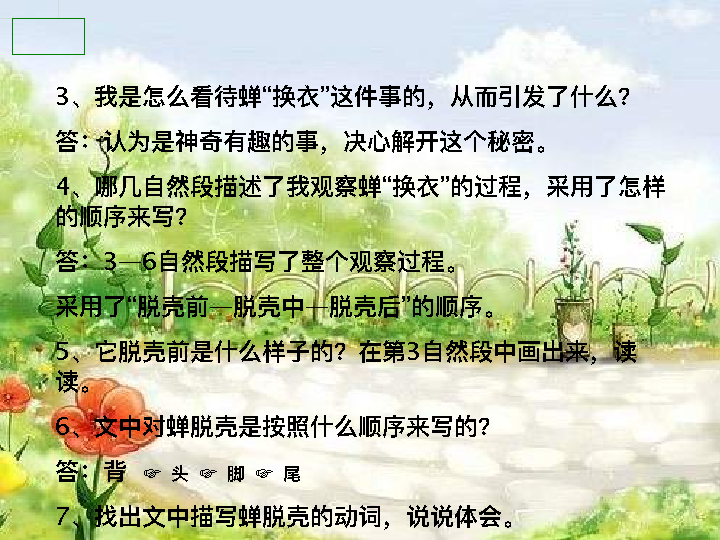 3、我是怎么看待蝉“换衣”这件事的，从而引发了什么？
答：认为是神奇有趣的事，决心解开这个秘密。
4、哪几自然段描述了我观察蝉“换衣”的过程，采用了怎样
的顺序来写？
答：3—6自然段描写了整个观察过程。
采用了“脱壳前—脱壳中—脱壳后”的顺序。
5、它脱壳前是什么样子的？在第3自然段中画出来，读
读。
6、文中对蝉脱壳是按照什么顺序来写的？
答：背 ☞ 头 ☞ 脚 ☞ 尾
7、找出文中描写蝉脱壳的动词，说说体会。